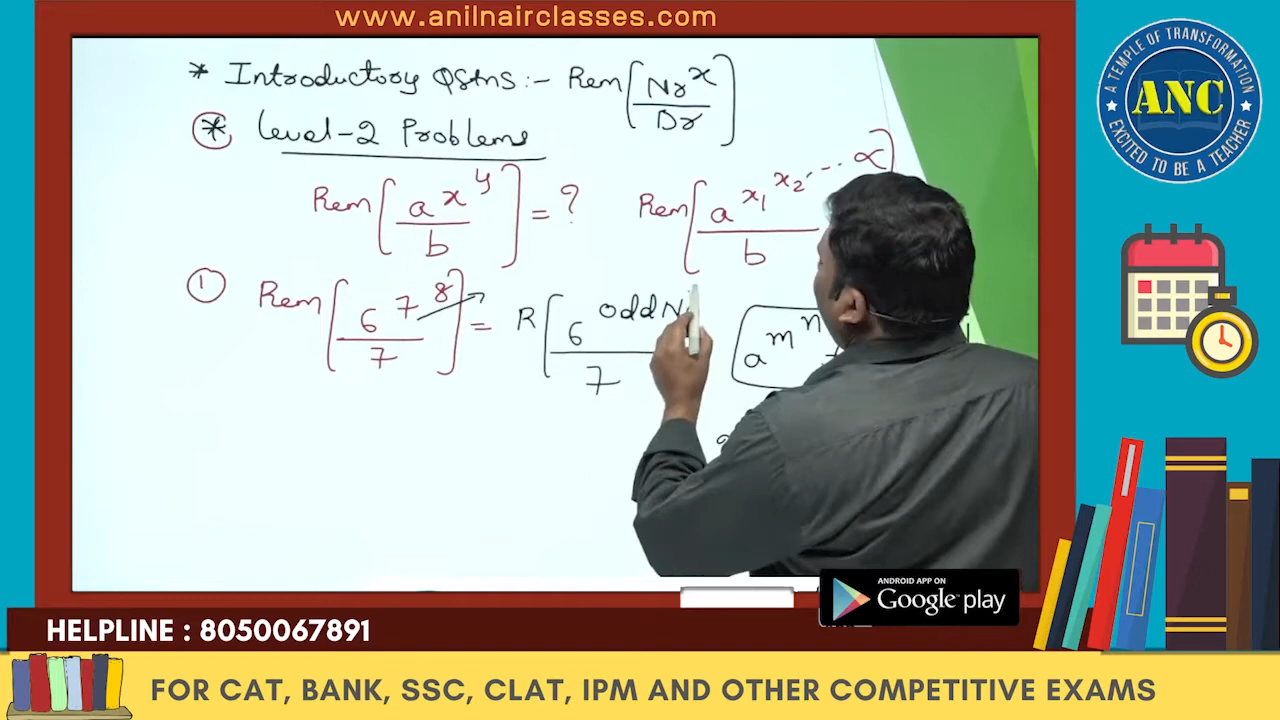 www.anilnairclasses.com
A TEMPLE OF TRANSFORMATION
ANC
EXCITED TO BE A TEACHER
* Introductory Qstns:- Rem[Nr^x/Dr]
* Level-2 Problems
Rem[a^x^y/b] = ?
Rem[a^x₁^x₂...∝/b
① Rem[6^7^8/7] = R[6^odd N/7
a^m^n
ANDROID APP ON
Google play
HELPLINE : 8050067891
FOR CAT, BANK, SSC, CLAT, IPM AND OTHER COMPETITIVE EXAMS